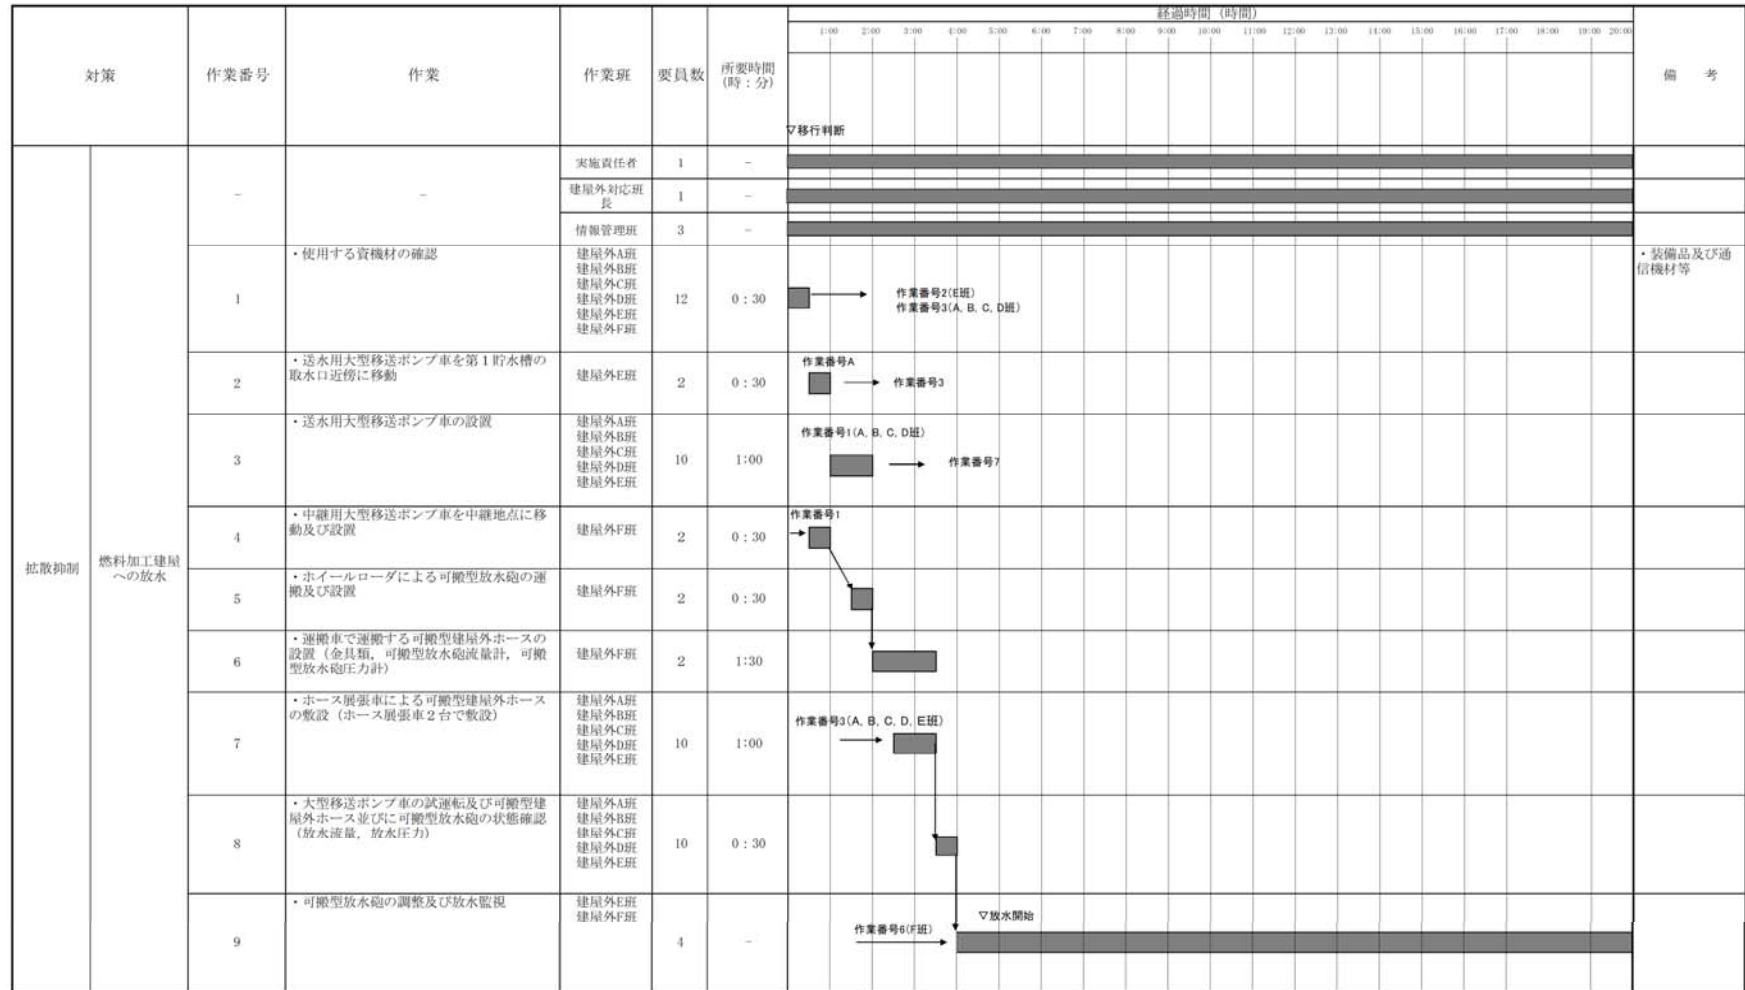 対策
作業番号
作業
作業班
要員数
所要時間
(時：分)
経過時間（時間）
1:00 2:00 3:00 4:00 5:00 6:00 7:00 8:00 9:00 10:00 11:00 12:00 13:00 14:00 15:00 16:00 17:00 18:00 19:00 20:00
▽移行判断
備　考
拡散抑制
燃料加工建屋
への放水
－
－
実施責任者
1
－
建屋外対応班
長
1
－
情報管理班
3
－
1
・使用する資機材の確認
建屋外A班
建屋外B班
建屋外C班
建屋外D班
建屋外E班
建屋外F班
12
0：30
作業番号2(E班)
作業番号3(A, B, C, D班)
・装備品及び通
信機材等
2
・送水用大型移送ポンプ車を第１貯水槽の
取水口近傍に移動
建屋外E班
2
0：30
作業番号A
作業番号3
3
・送水用大型移送ポンプ車の設置
建屋外A班
建屋外B班
建屋外C班
建屋外D班
建屋外E班
10
1:00
作業番号1(A, B, C, D班)
作業番号7
4
・中継用大型移送ポンプ車を中継地点に移
動及び設置
建屋外F班
2
0：30
作業番号1
5
・ホイールローダによる可搬型放水砲の運
搬及び設置
建屋外F班
2
0：30
6
・運搬車で運搬する可搬型建屋外ホースの
設置（金具類，可搬型放水砲流量計，可搬
型放水砲圧力計）
建屋外F班
2
1:30
7
・ホース展張車による可搬型建屋外ホース
の敷設（ホース展張車２台で敷設）
建屋外A班
建屋外B班
建屋外C班
建屋外D班
建屋外E班
10
1:00
作業番号3(A, B, C, D, E班)
8
・大型移送ポンプ車の試運転及び可搬型建
屋外ホース並びに可搬型放水砲の状態確認
（放水流量，放水圧力）
建屋外A班
建屋外B班
建屋外C班
建屋外D班
建屋外E班
10
0：30
9
・可搬型放水砲の調整及び放水監視
建屋外E班
建屋外F班
4
－
作業番号6(F班)
▽放水開始